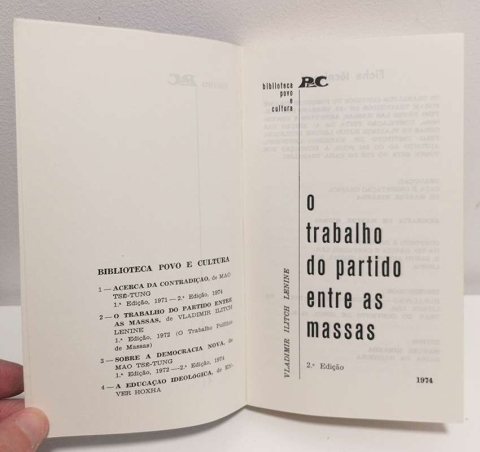 BIBLIOTECA POVO E CULTURA
1 — ACERCA DA CONTRADIÇÃO, de MAO
TSE-TUNG
1.ª Edição, 1971 — 2.ª Edição, 1974
2 — O TRABALHO DO PARTIDO ENTRE
AS MASSAS, de VLADIMIR ILITCH
LENINE
1.ª Edição, 1972 (O Trabalho Político
de Massas)
3 — SOBRE A DEMOCRACIA NOVA, de
MAO TSE-TUNG
1.ª Edição, 1972 — 2.ª Edição, 1974
4 — A EDUCAÇÃO IDEOLÓGICA, de EN-
VER HOXHA
PeC
biblioteca
povo
e
cultura
o
trabalho
do partido
entre as
massas
VLADIMIR ILITCH LENINE
2.ª Edição
1974